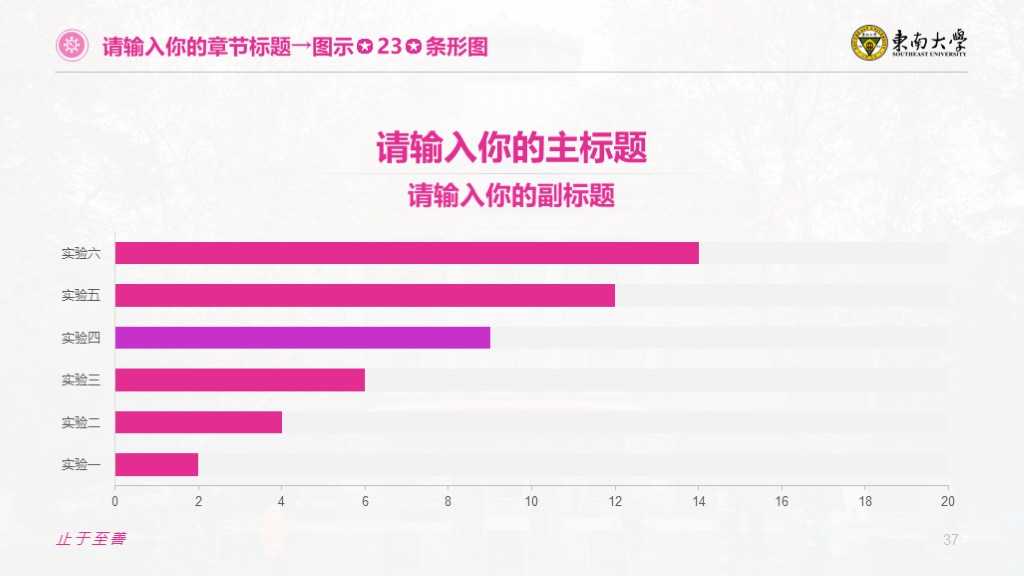 请输入你的章节标题→图示✪23✪条形图
東南大學
SOUTHEAST UNIVERSITY
请输入你的主标题
请输入你的副标题
实验六
实验五
实验四
实验三
实验二
实验一
0 2 4 6 8 10 12 14 16 18 20
止于至善
37